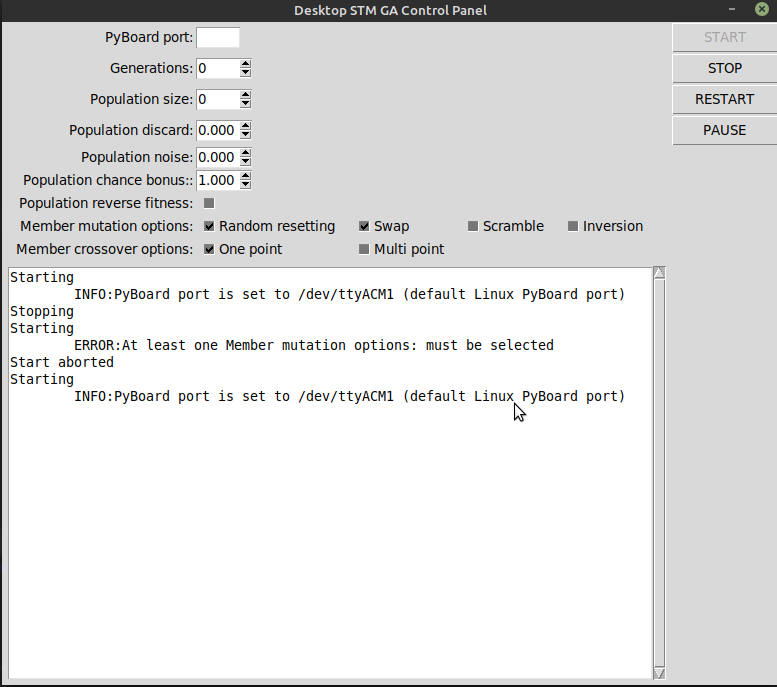 Desktop STM GA Control Panel
PyBoard port:
START
Generations: 0
STOP
Population size: 0
RESTART
Population discard: 0.000
PAUSE
Population noise: 0.000
Population chance bonus:: 1.000
Population reverse fitness:
Member mutation options: Random resetting Swap Scramble Inversion
Member crossover options: One point Multi point
Starting
INFO:PyBoard port is set to /dev/ttyACM1 (default Linux PyBoard port)
Stopping
Starting
ERROR:At least one Member mutation options: must be selected
Start aborted
Starting
INFO:PyBoard port is set to /dev/ttyACM1 (default Linux PyBoard port)